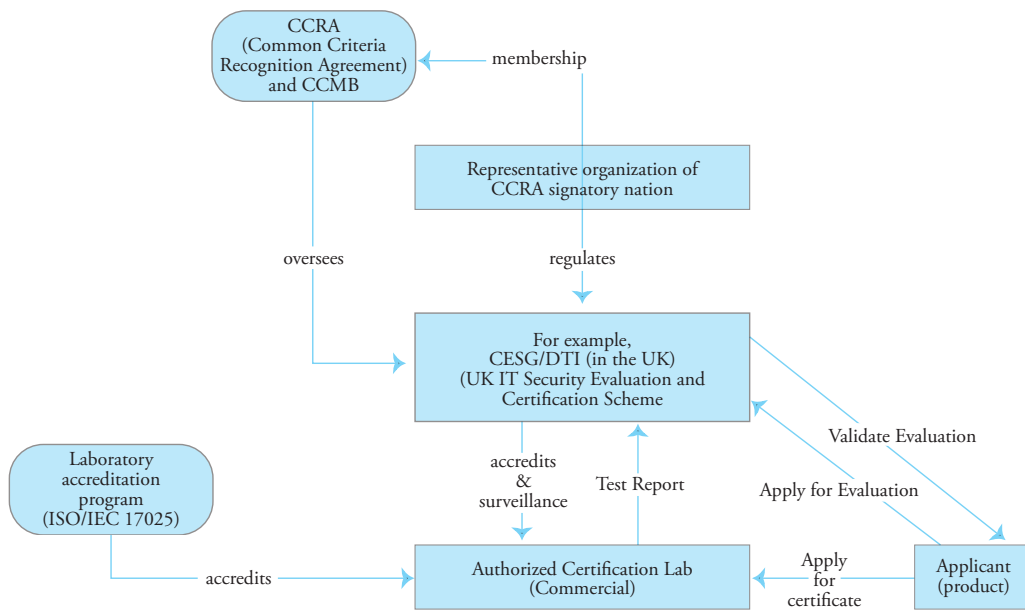 CCRA
(Common Criteria
Recognition Agreement)
and CCMB
membership
Representative organization of
CCRA signatory nation
oversees
regulates
For example,
CESG/DTI (in the UK)
(UK IT Security Evaluation and
Certification Scheme
Validate Evaluation
Laboratory
accreditation
program
(ISO/IEC 17025)
accredits
&
surveillance
Test Report
Apply for Evaluation
accredits
Authorized Certification Lab
(Commercial)
Apply
for
certificate
Applicant
(product)